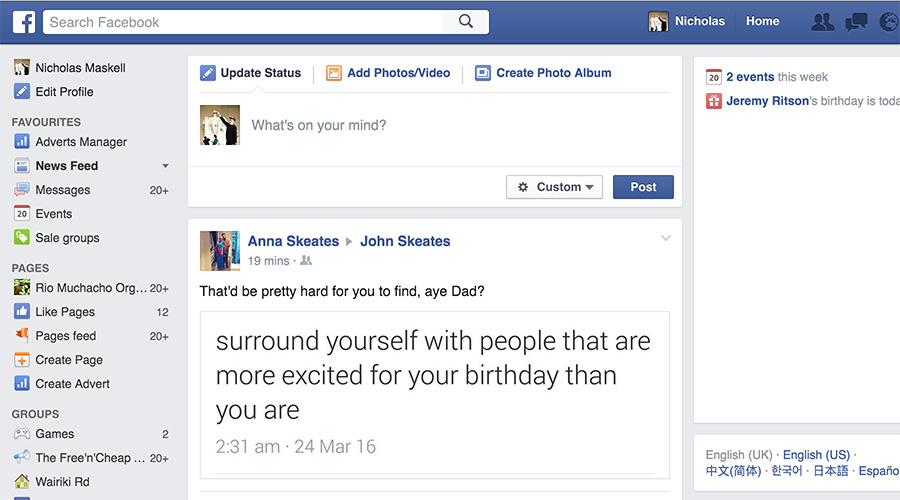 Search Facebook
Nicholas
Home
Nicholas Maskell
Edit Profile
FAVOURITES
Adverts Manager
News Feed
Messages 20+
20 Events
Sale groups
PAGES
Rio Muchacho Org... 20+
Like Pages 12
Pages feed 20+
Create Page
Create Advert
GROUPS
Games 2
The Free'n'Cheap ... 20+
Wairiki Rd
Update Status
Add Photos/Video
Create Photo Album
What's on your mind?
Custom
Post
Anna Skeates ▸ John Skeates
19 mins ·
That'd be pretty hard for you to find, aye Dad?
surround yourself with people that are
more excited for your birthday than
you are
2:31 am · 24 Mar 16
20 2 events this week
Jeremy Ritson's birthday is toda
English (UK) · English (US) ·
中文(简体) · 한국어 · 日本語 · Españo